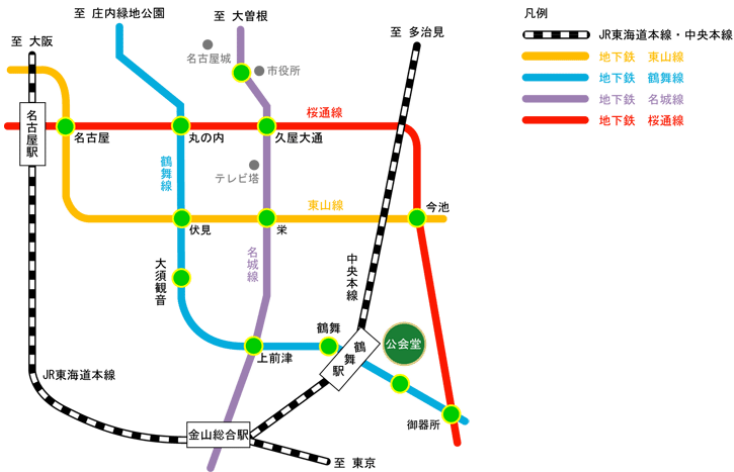 至 庄内緑地公園
至 大曽根
至 大阪
至 多治見
名古屋城
市役所
名古屋駅
名古屋
丸の内
久屋大通
桜通線
鶴舞線
テレビ塔
東山線
伏見
栄
今池
名城線
大須観音
中央本線
鶴舞
上前津
鶴舞駅
公会堂
JR東海道本線
御器所
金山総合駅
至 東京
凡例
JR東海道本線・中央本線
地下鉄 東山線
地下鉄 鶴舞線
地下鉄 名城線
地下鉄 桜通線